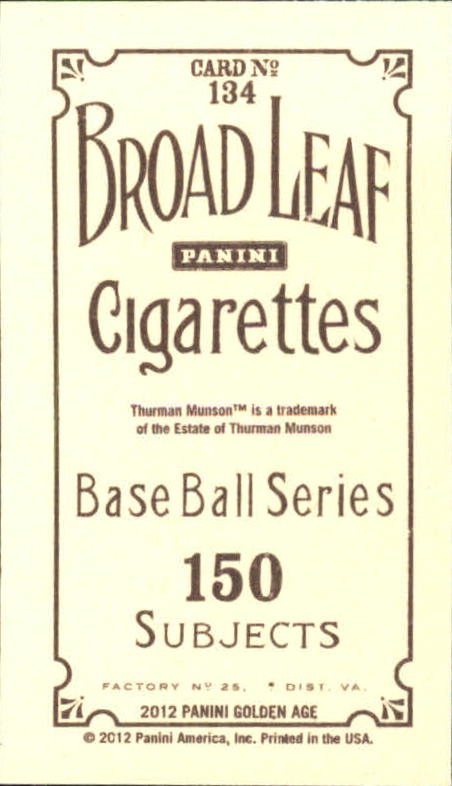 CARD Nº
134
BROAD LEAF
PANINI
Cigarettes
Thurman Munson™ is a trademark
of the Estate of Thurman Munson
Base Ball Series
150
SUBJECTS
FACTORY Nº 25, * DIST. VA.
2012 PANINI GOLDEN AGE
© 2012 Panini America, Inc. Printed in the USA.